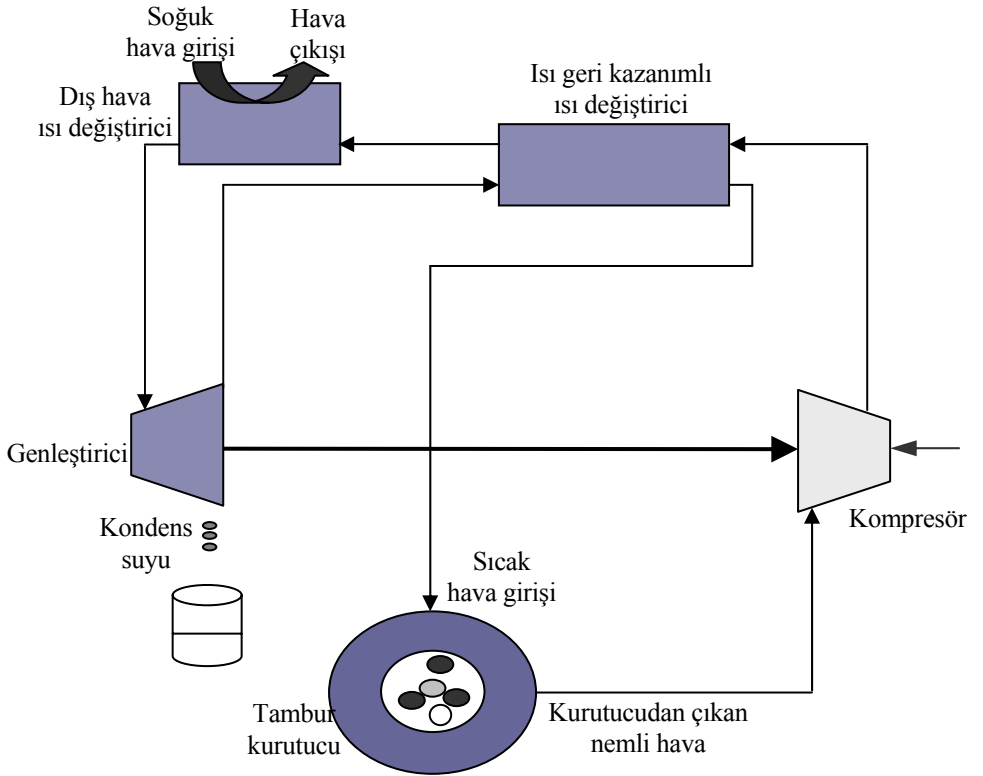 Soğuk
hava girişi
Hava
çıkışı
Dış hava
ısı değiştirici
Isı geri kazanımlı
ısı değiştirici
Genleştirici
Kompresör
Kondens
suyu
Sıcak
hava girişi
Tambur
kurutucu
Kurutucudan çıkan
nemli hava